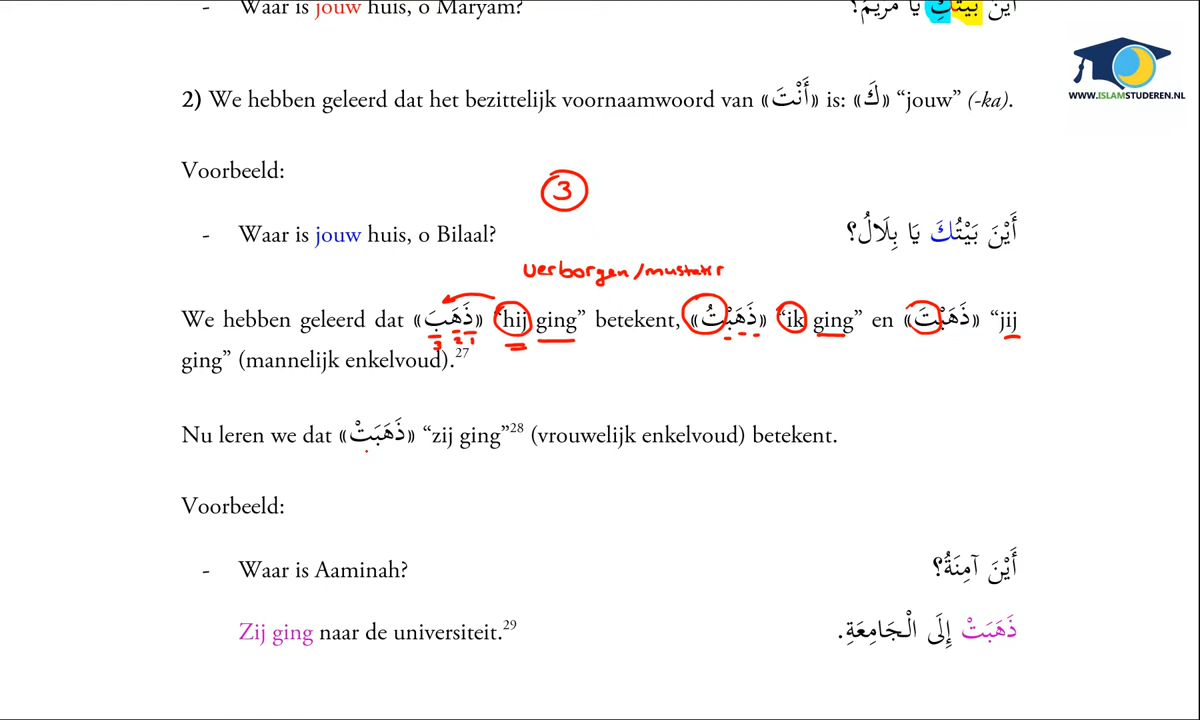 - Waar is jouw huis, o Maryam? أَيْنَ بَيْتُكِ يَا مَرْيَمُ؟
WWW.ISLAMSTUDEREN.NL
2) We hebben geleerd dat het bezittelijk voornaamwoord van «أَنْتَ» is: «كَ» “jouw” (-ka).
Voorbeeld:
3
- Waar is jouw huis, o Bilaal? أَيْنَ بَيْتُكَ يَا بِلَالُ؟
verborgen/mustatir
We hebben geleerd dat «ذَهَبَ» “hij ging” betekent, «ذَهَبْتُ» “ik ging” en «ذَهَبْتَ» “jij
3 2 1
ging” (mannelijk enkelvoud).27
Nu leren we dat «ذَهَبَتْ» “zij ging”28 (vrouwelijk enkelvoud) betekent.
Voorbeeld:
- Waar is Aaminah? أَيْنَ آمِنَةُ؟
Zij ging naar de universiteit.29 ذَهَبَتْ إِلَى الْجَامِعَةِ.